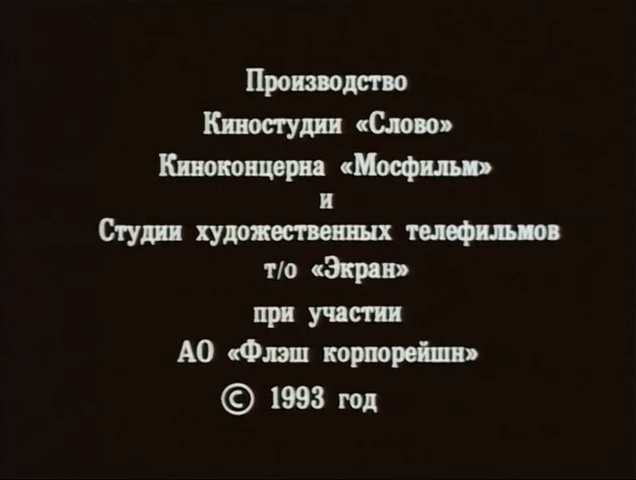 Производство
Киностудии «Слово»
Киноконцерна «Мосфильм»
и
Студии художественных телефильмов
т/о «Экран»
при участии
АО «Флэш корпорейшн»
© 1993 год